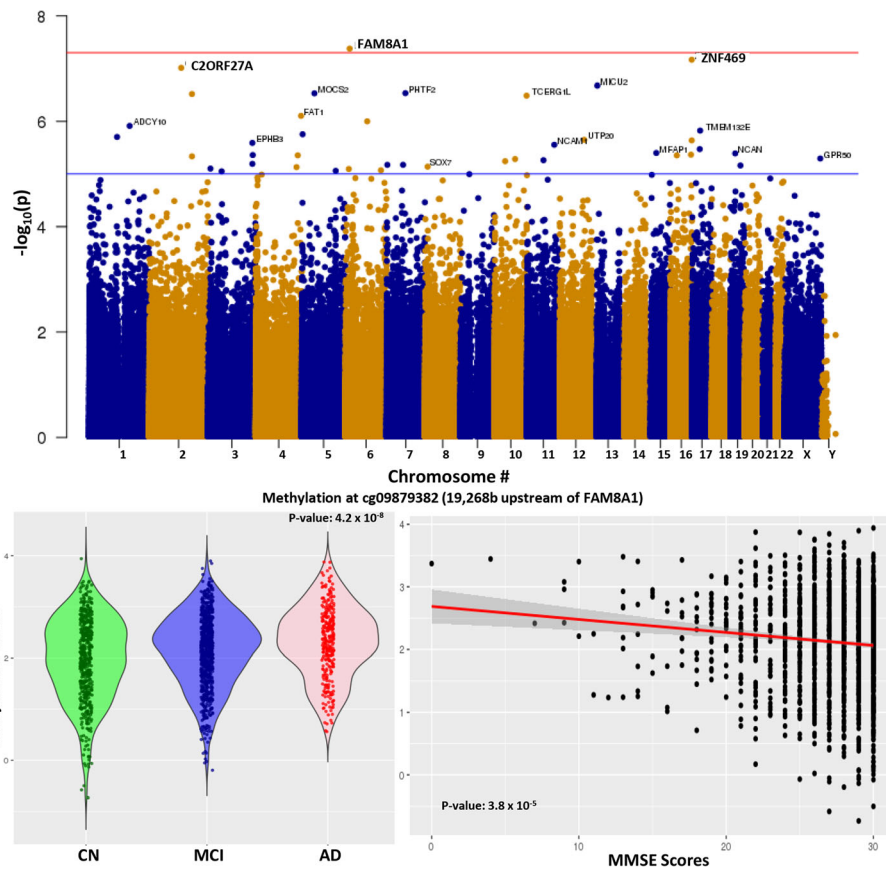 8
FAM8A1
C2ORF27A
ZNF469
MOCS2
PHTF2
MICU2
TCERG1L
6
ADCY10
FAT1
TMEM132E
EPHB3
NCAM1
UTP20
MFAP1
NCAN
GPR50
SOX7
-log10(p)
4
2
0
1 2 3 4 5 6 7 8 9 10 11 12 13 14 15 16 17 18 19 20 21 22 X Y
Chromosome #
Methylation at cg09879382 (19,268b upstream of FAM8A1)
P-value: 4.2 x 10-8
4
2
0
CN MCI AD
4
3
2
1
0
P-value: 3.8 x 10-5
0 10 20 30
MMSE Scores